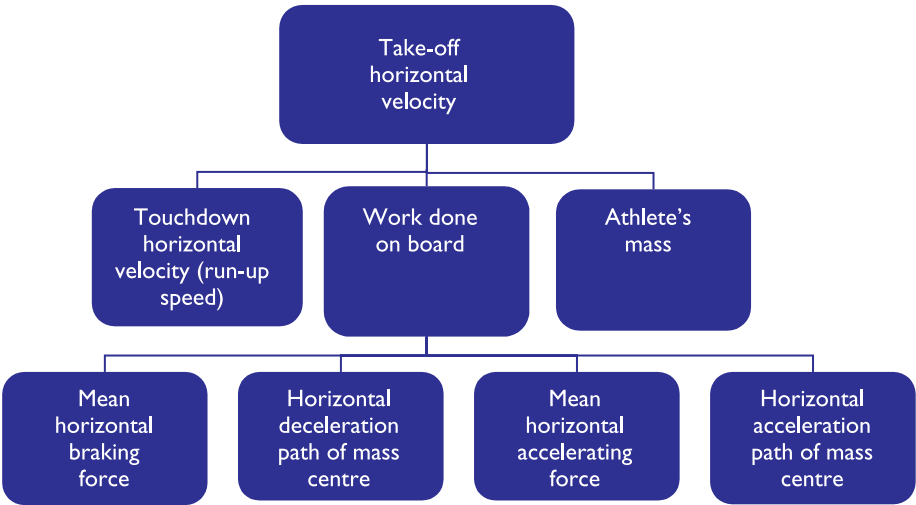 Take-off
horizontal
velocity
Touchdown
horizontal
velocity (run-up
speed)
Work done
on board
Athlete's
mass
Mean
horizontal
braking
force
Horizontal
deceleration
path of mass
centre
Mean
horizontal
accelerating
force
Horizontal
acceleration
path of mass
centre